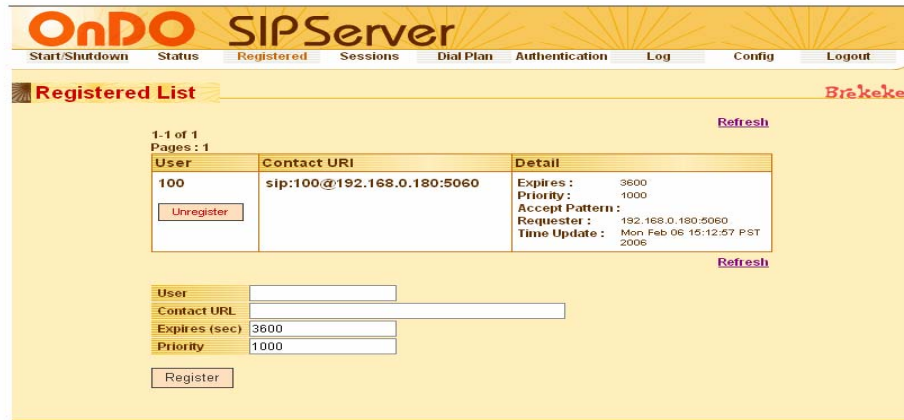 OnDO SIPServer
Start/Shutdown Status Registered Sessions Dial Plan Authentication Log Config Logout
Registered List
Brekeke
Refresh
1-1 of 1
Pages : 1
User Contact URI Detail
100 sip:100@192.168.0.180:5060 Expires : 3600
Priority : 1000
Accept Pattern :
Unregister
Requester : 192.168.0.180:5060
Time Update : Mon Feb 06 15:12:57 PST
2006
Refresh
User
Contact URL
Expires (sec) 3600
Priority 1000
Register